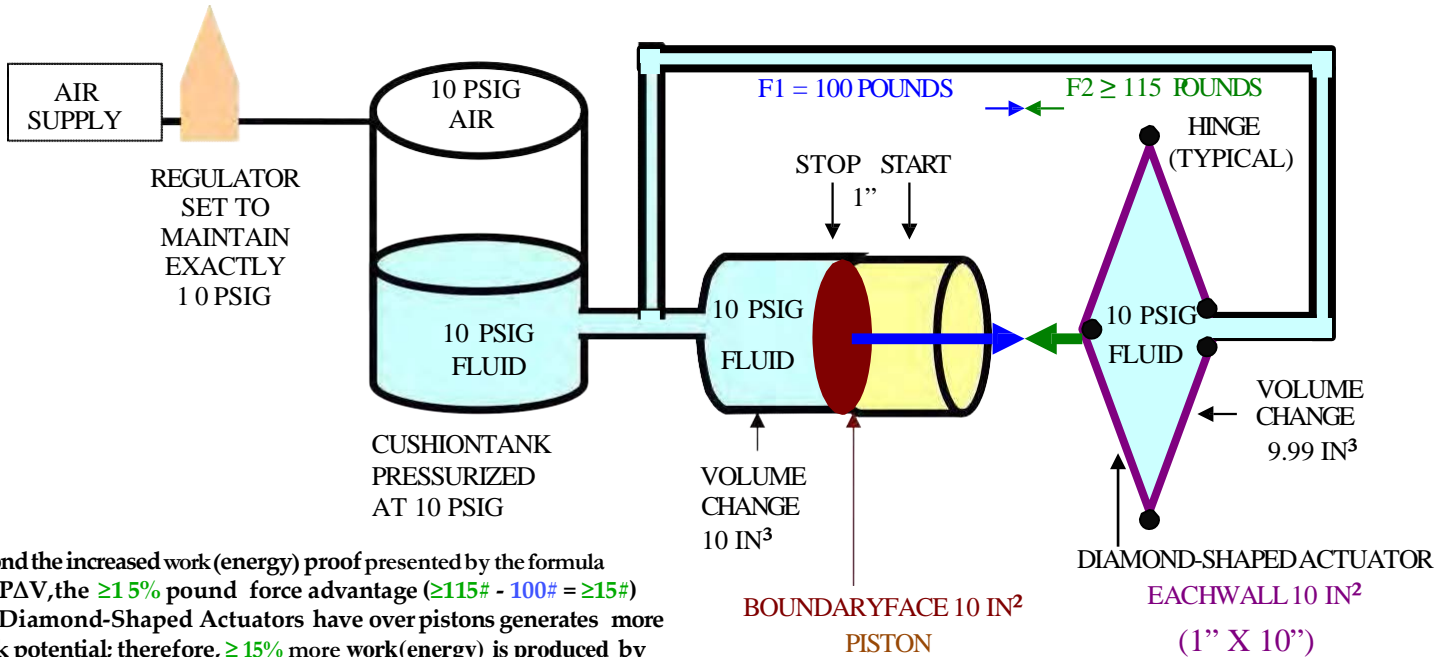 AIR
SUPPLY
REGULATOR
SET TO
MAINTAIN
EXACTLY
1 0 PSIG
10 PSIG
AIR
10 PSIG
FLUID
CUSHIONTANK
PRESSURIZED
AT 10 PSIG
F1 = 100 POUNDS
F2 ≥ 115 POUNDS
HINGE
(TYPICAL)
STOP START
1”
10 PSIG
FLUID
VOLUME
CHANGE
10 IN³
BOUNDARYFACE 10 IN²
PISTON
10 PSIG
FLUID
VOLUME
CHANGE
9.99 IN³
DIAMOND-SHAPED ACTUATOR
EACHWALL 10 IN²
(1” X 10”)
the increased work (energy) proof presented by the formula
PΔV, the ≥1 5% pound force advantage (≥115# - 100# = ≥15#)
Diamond-Shaped Actuators have over pistons generates more
potential; therefore, ≥ 15% more work(energy) is produced by